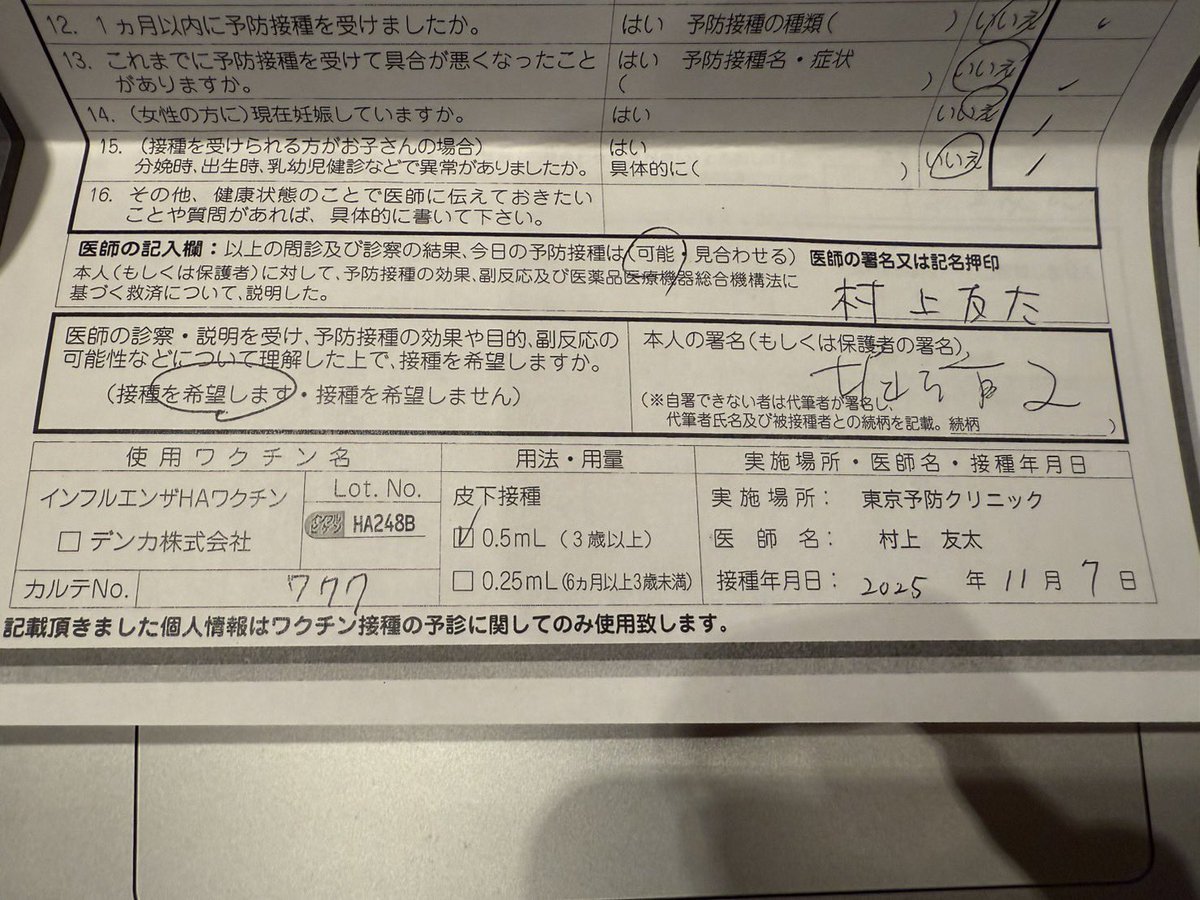 12. 1ヵ月以内に予防接種を受けましたか。 はい 予防接種の種類( ) いいえ
13. これまでに予防接種を受けて具合が悪くなったこと
がありますか。
はい 予防接種名・症状
( ) いいえ
14. (女性の方に)現在妊娠していますか。 はい いいえ
15. (接種を受けられる方がお子さんの場合)
分娩時、出生時、乳幼児健診などで異常がありましたか。
はい
具体的に( ) いいえ
16. その他、健康状態のことで医師に伝えておきたい
ことや質問があれば、具体的に書いて下さい。
医師の記入欄:以上の問診及び診察の結果、今日の予防接種は(可能・見合わせる)
本人(もしくは保護者)に対して、予防接種の効果、副反応及び医薬品医療機器総合機構法に
基づく救済について、説明した。
医師の署名又は記名押印
村上友太
医師の診察・説明を受け、予防接種の効果や目的、副反応の
可能性などについて理解した上で、接種を希望しますか。
(接種を希望します・接種を希望しません)
本人の署名(もしくは保護者の署名)
(※自署できない者は代筆者が署名し、
代筆者氏名及び被接種者との続柄を記載。続柄 )
使用ワクチン名
インフルエンザHAワクチン
□ デンカ株式会社
Lot. No.
HA248B
カルテNo. 777
用法・用量
皮下接種
☑ 0.5mL (3歳以上)
□ 0.25mL(6ヵ月以上3歳未満)
実施場所・医師名・接種年月日
実施場所: 東京予防クリニック
医師名: 村上 友太
接種年月日: 2025 年 11 月 7 日
記載頂きました個人情報はワクチン接種の予診に関してのみ使用致します。